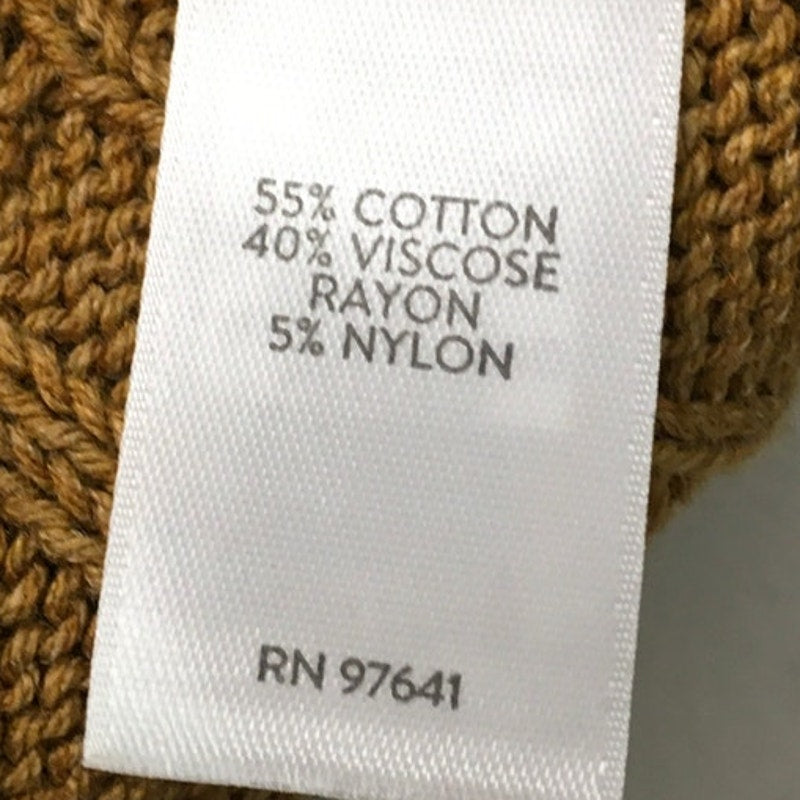 55% COTTON
40% VISCOSE
RAYON
5% NYLON
RN 97641